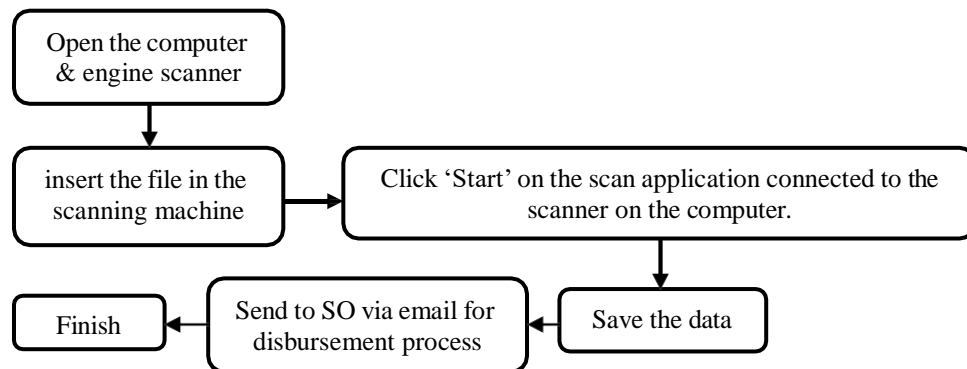 Open the computer
& engine scanner
insert the file in the
scanning machine
Click ‘Start’ on the scan application connected to the
scanner on the computer.
Save the data
Send to SO via email for
disbursement process
Finish